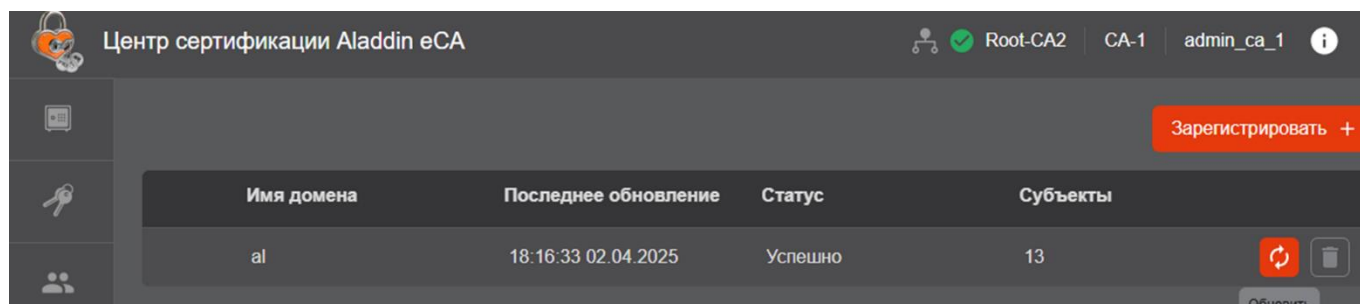 Центр сертификации Aladdin eCA
Root-CA2 CA-1 admin_ca_1
Зарегистрировать +
Имя домена Последнее обновление Статус Субъекты
al 18:16:33 02.04.2025 Успешно 13
Обновить